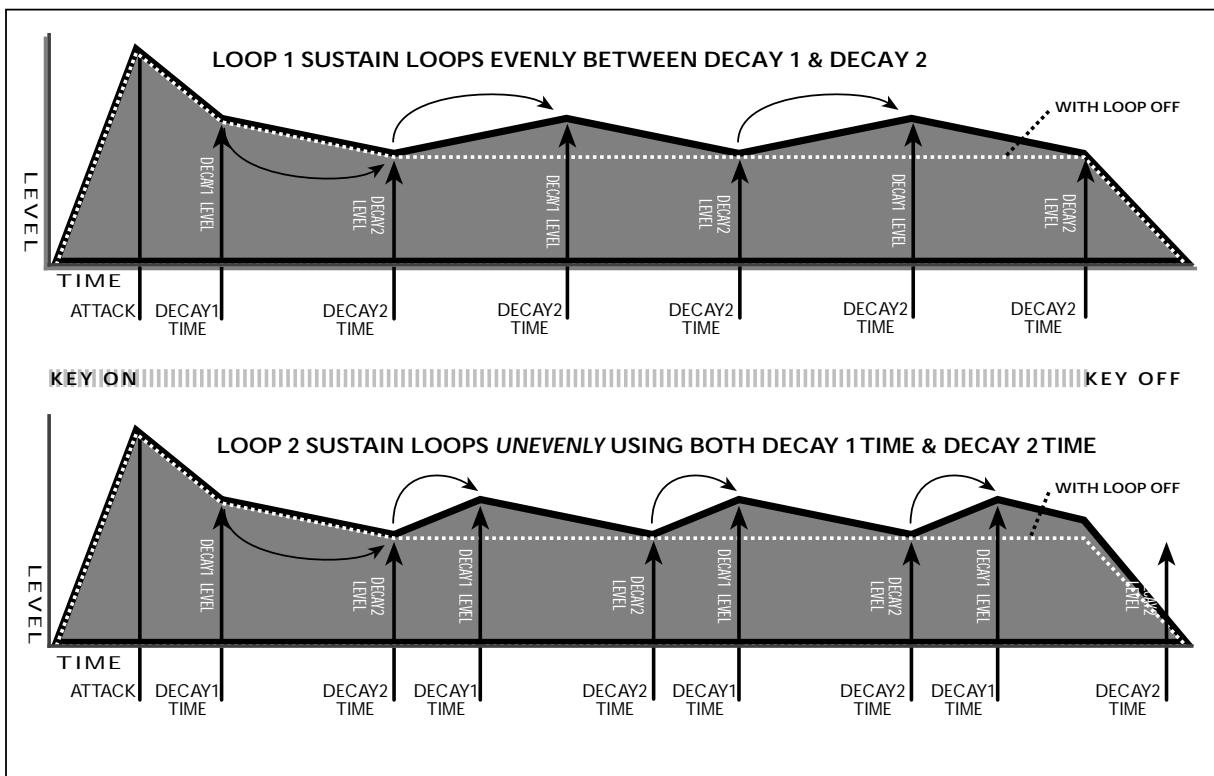 LOOP 1 SUSTAIN LOOPS EVENLY BETWEEN DECAY 1 & DECAY 2
WITH LOOP OFF
LEVEL
DECAY1 LEVEL
DECAY2
LEVEL
DECAY1 LEVEL
DECAY2
LEVEL
DECAY1 LEVEL
DECAY2
LEVEL
TIME
ATTACK
DECAY1
TIME
DECAY2
TIME
DECAY2
TIME
DECAY2
TIME
DECAY2
TIME
DECAY2
TIME
KEY ON
KEY OFF
LOOP 2 SUSTAIN LOOPS UNEVENLY USING BOTH DECAY 1 TIME & DECAY 2 TIME
WITH LOOP OFF
LEVEL
DECAY1 LEVEL
DECAY2
LEVEL
DECAY1 LEVEL
DECAY2
LEVEL
DECAY1 LEVEL
DECAY2
LEVEL
DECAY1 LEVEL
LEVEL
TIME
ATTACK
DECAY1
TIME
DECAY2
TIME
DECAY1
TIME
DECAY2
TIME
DECAY1
TIME
DECAY2
TIME
DECAY1
TIME
DECAY2
TIME